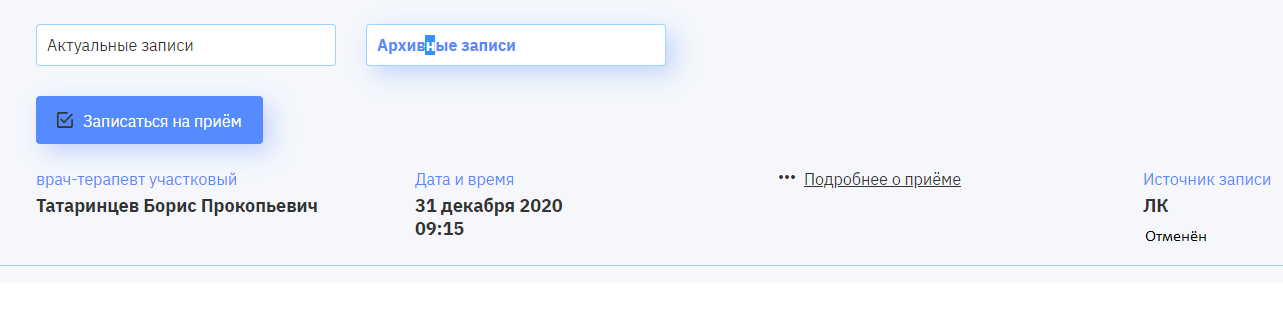 Актуальные записи
Архивные записи
Записаться на приём
врач-терапевт участковый
Татаринцев Борис Прокопьевич
Дата и время
31 декабря 2020
09:15
••• Подробнее о приёме
Источник записи
ЛК
Отменён